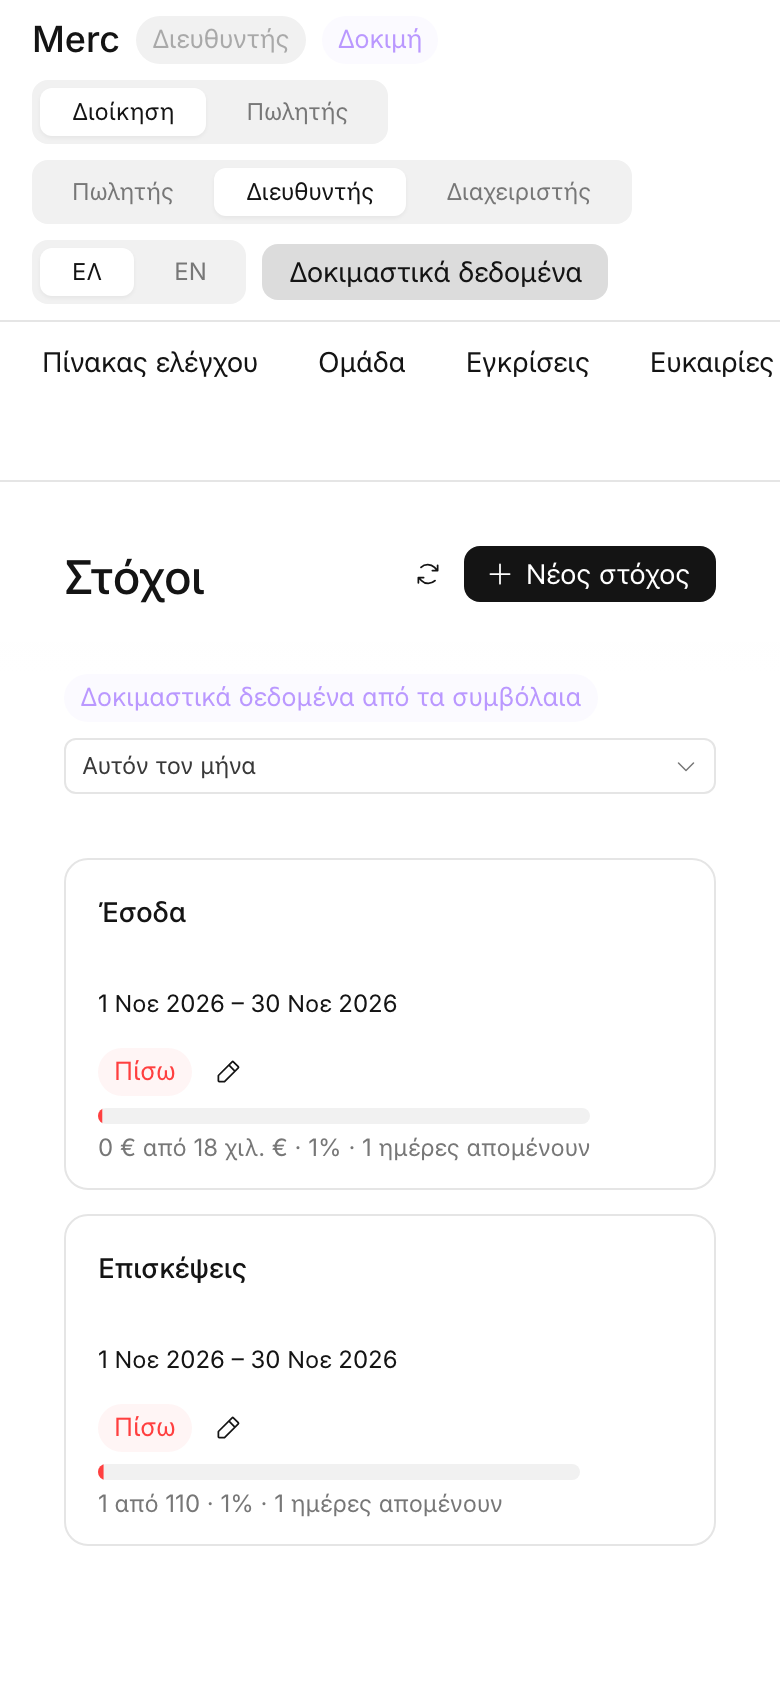 Merc Διευθυντής Δοκιμή
Διοίκηση Πωλητής
Πωλητής Διευθυντής Διαχειριστής
ΕΛ EN Δοκιμαστικά δεδομένα
Πίνακας ελέγχου Ομάδα Εγκρίσεις Ευκαιρίες
Στόχοι + Νέος στόχος
Δοκιμαστικά δεδομένα από τα συμβόλαια
Αυτόν τον μήνα
Έσοδα
1 Νοε 2026 – 30 Νοε 2026
Πίσω
0 € από 18 χιλ. € · 1% · 1 ημέρες απομένουν
Επισκέψεις
1 Νοε 2026 – 30 Νοε 2026
Πίσω
1 από 110 · 1% · 1 ημέρες απομένουν